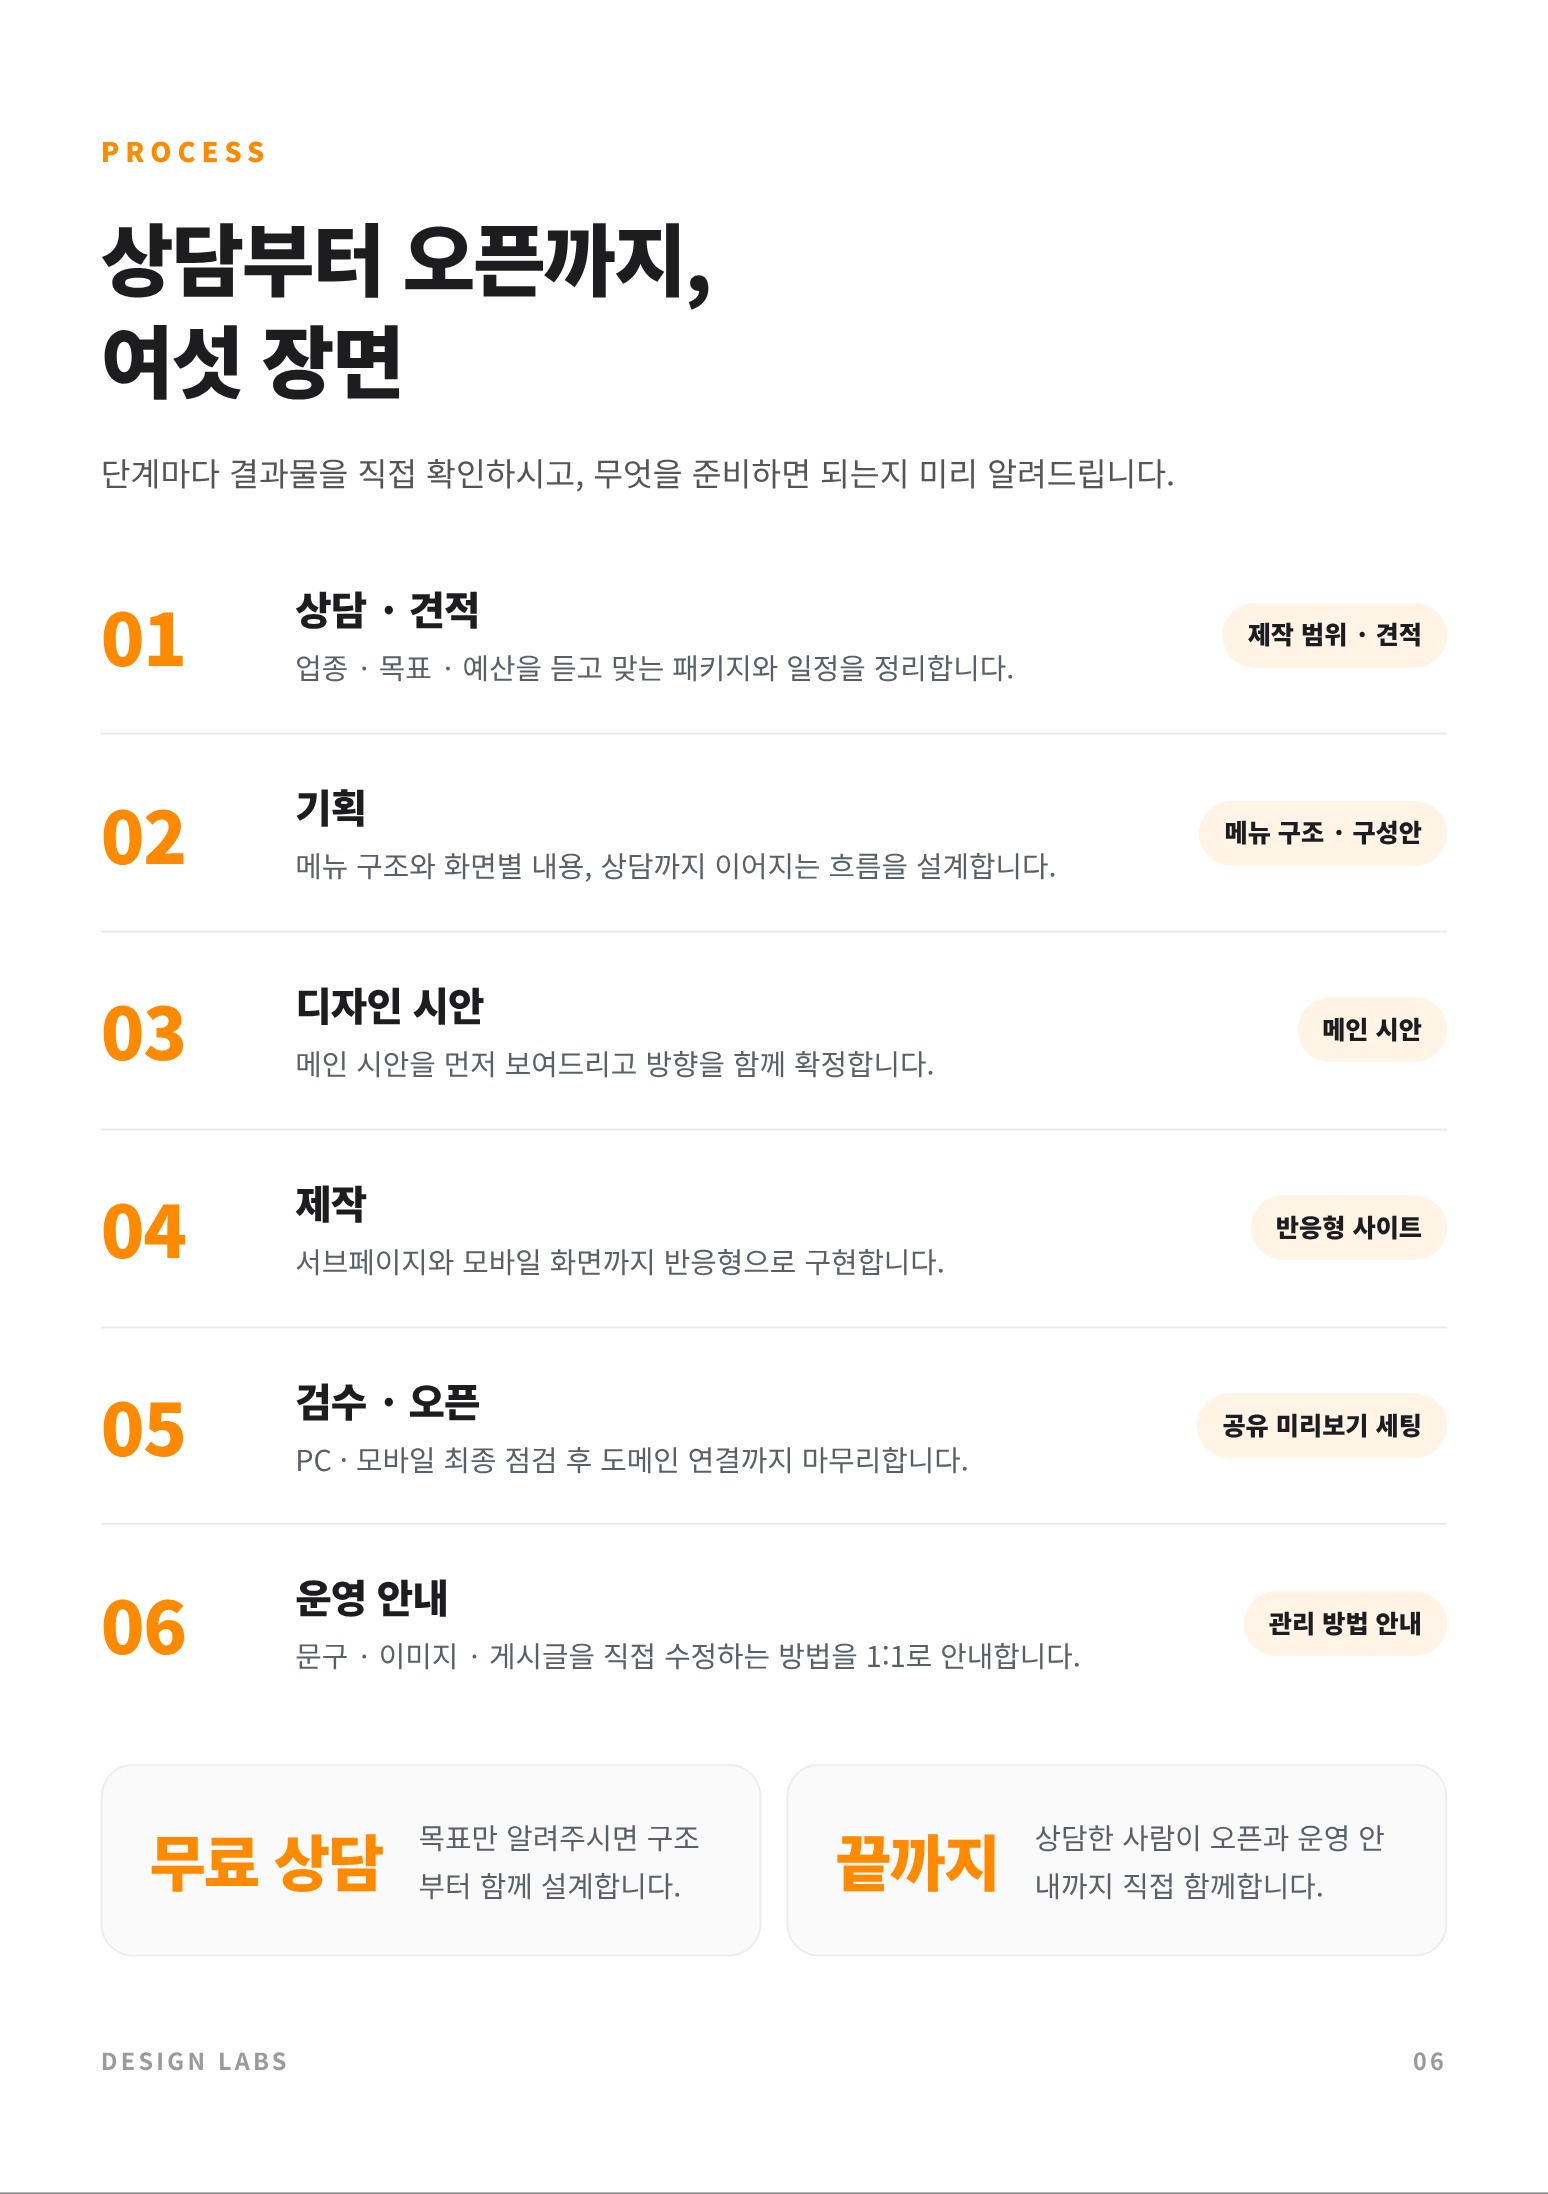 PROCESS
상담부터 오픈까지,
여섯 장면
단계마다 결과물을 직접 확인하시고, 무엇을 준비하면 되는지 미리 알려드립니다.
01
상담 · 견적
업종 · 목표 · 예산을 듣고 맞는 패키지와 일정을 정리합니다.
제작 범위 · 견적
02
기획
메뉴 구조와 화면별 내용, 상담까지 이어지는 흐름을 설계합니다.
메뉴 구조 · 구성안
03
디자인 시안
메인 시안을 먼저 보여드리고 방향을 함께 확정합니다.
메인 시안
04
제작
서브페이지와 모바일 화면까지 반응형으로 구현합니다.
반응형 사이트
05
검수 · 오픈
PC · 모바일 최종 점검 후 도메인 연결까지 마무리합니다.
공유 미리보기 세팅
06
운영 안내
문구 · 이미지 · 게시글을 직접 수정하는 방법을 1:1로 안내합니다.
관리 방법 안내
무료 상담
목표만 알려주시면 구조
부터 함께 설계합니다.
끝까지
상담한 사람이 오픈과 운영 안
내까지 직접 함께합니다.
DESIGN LABS
06